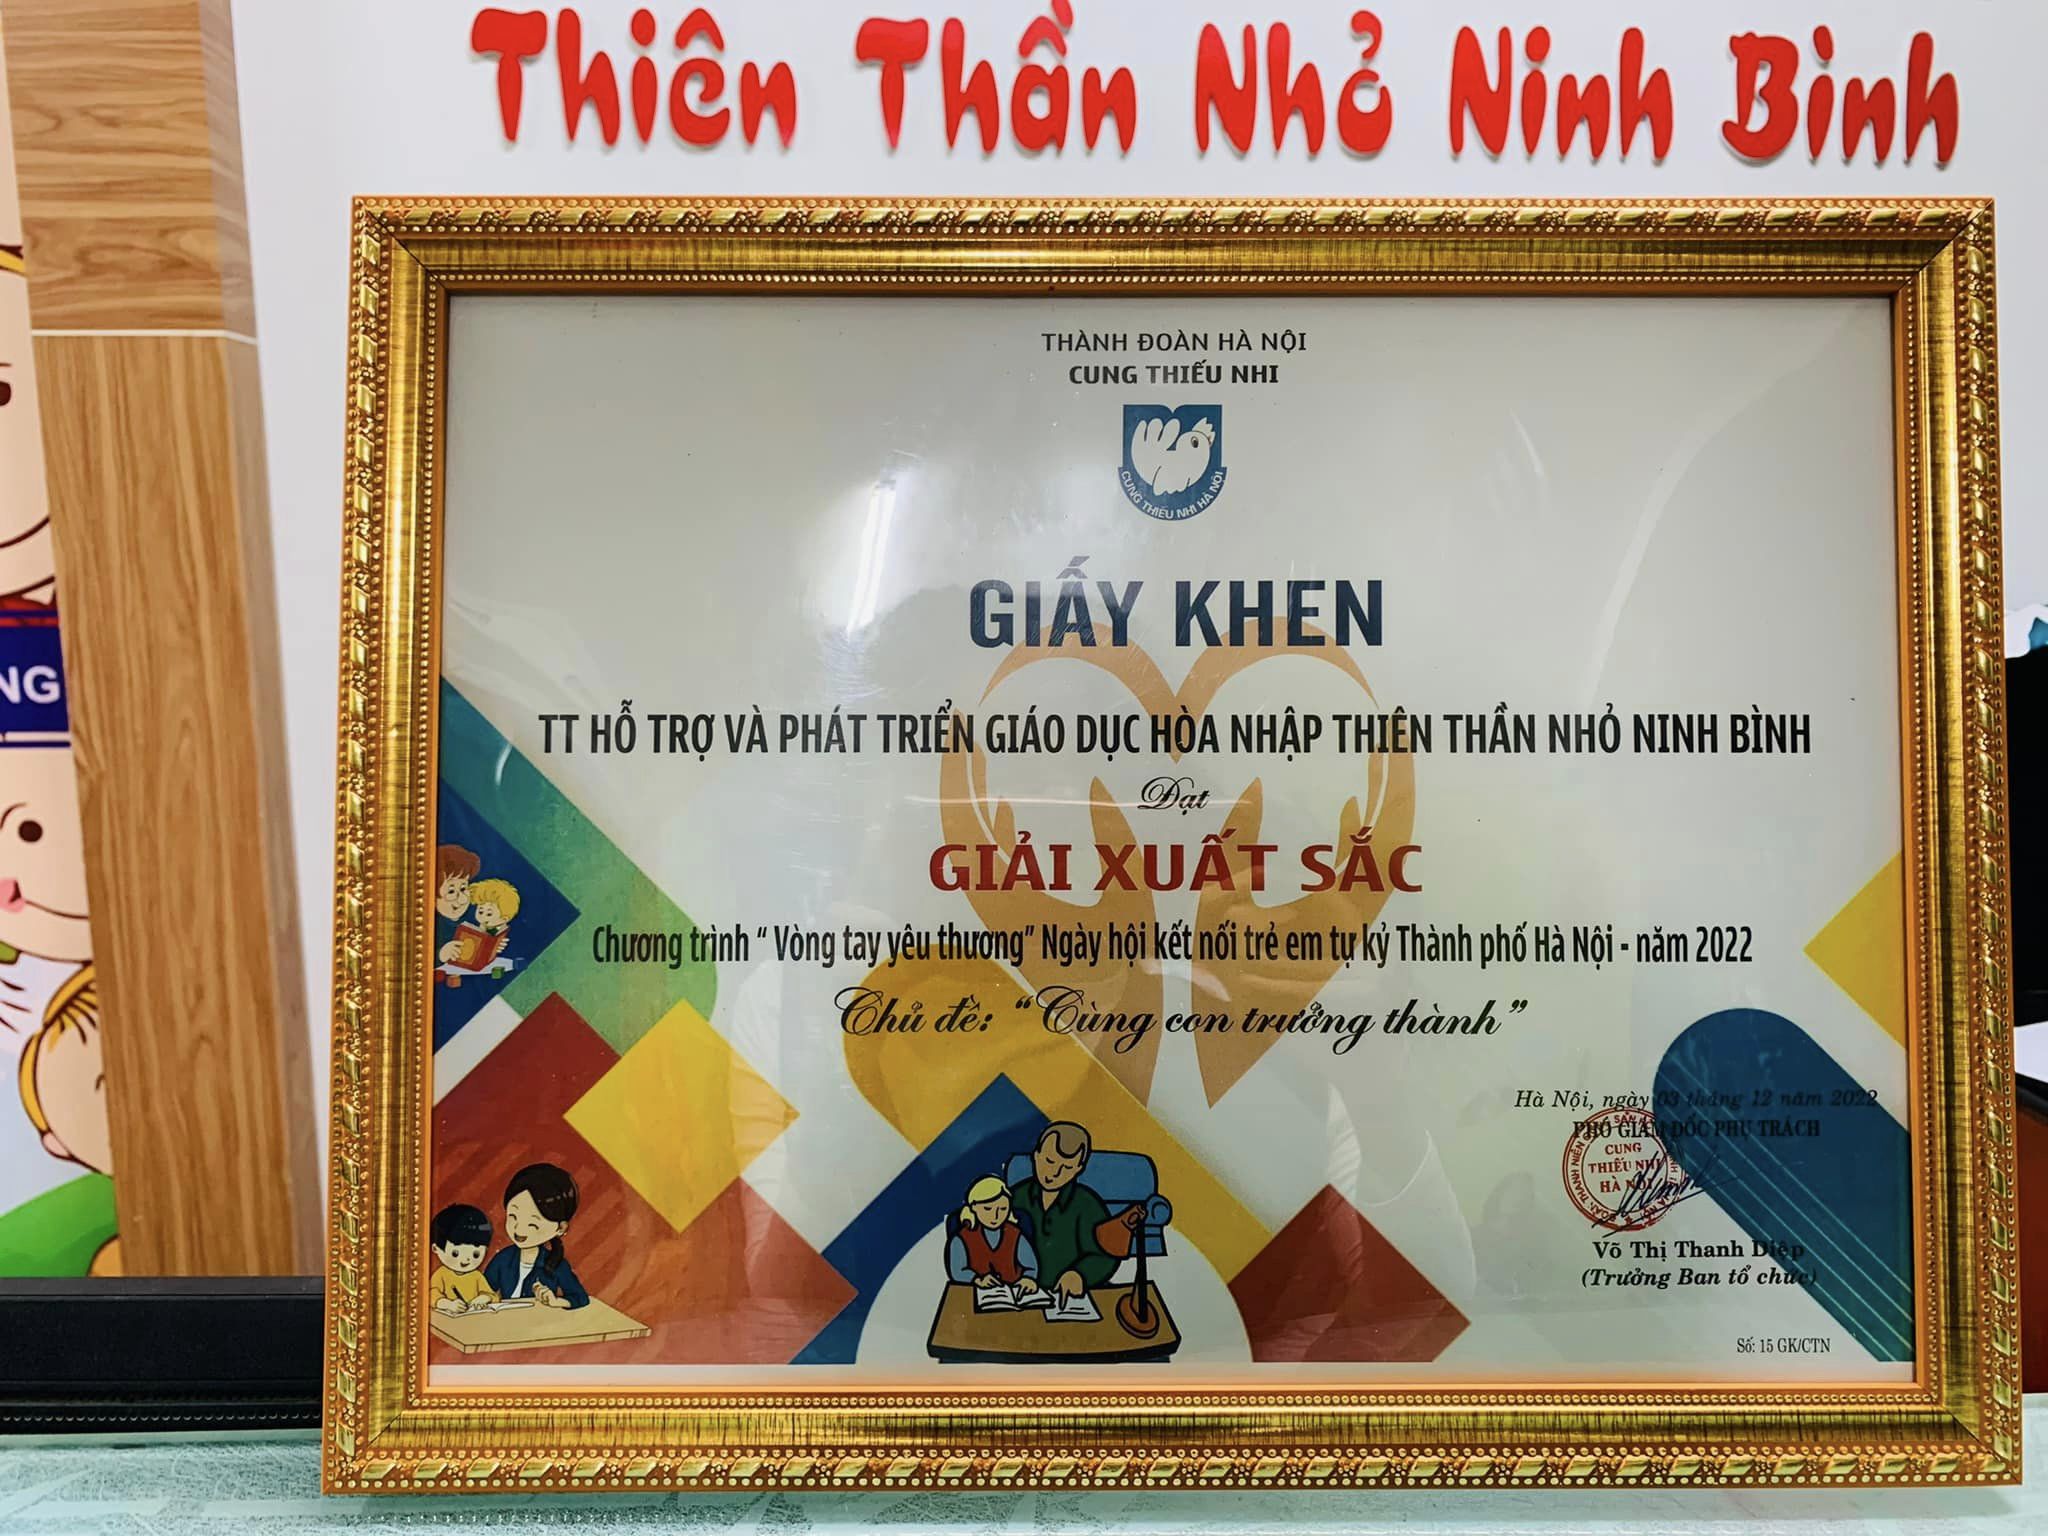 Thiên Thần Nhỏ Ninh Bình
NG
THÀNH ĐOÀN HÀ NỘI
CUNG THIẾU NHI
CUNG THIẾU NHI HÀ NỘI
GIẤY KHEN
TT HỖ TRỢ VÀ PHÁT TRIỂN GIÁO DỤC HÒA NHẬP THIÊN THẦN NHỎ NINH BÌNH
Đạt
GIẢI XUẤT SẮC
Chương trình “ Vòng tay yêu thương” Ngày hội kết nối trẻ em tự kỷ Thành phố Hà Nội - năm 2022
Chủ đề: “Cùng con trưởng thành”
Hà Nội, ngày 03 tháng 12 năm 2022
PHÓ GIÁM ĐỐC PHỤ TRÁCH
CUNG
THIẾU NHI
HÀ NỘI
Võ Thị Thanh Diệp
(Trưởng Ban tổ chức)
Số: 15 GK/CTN